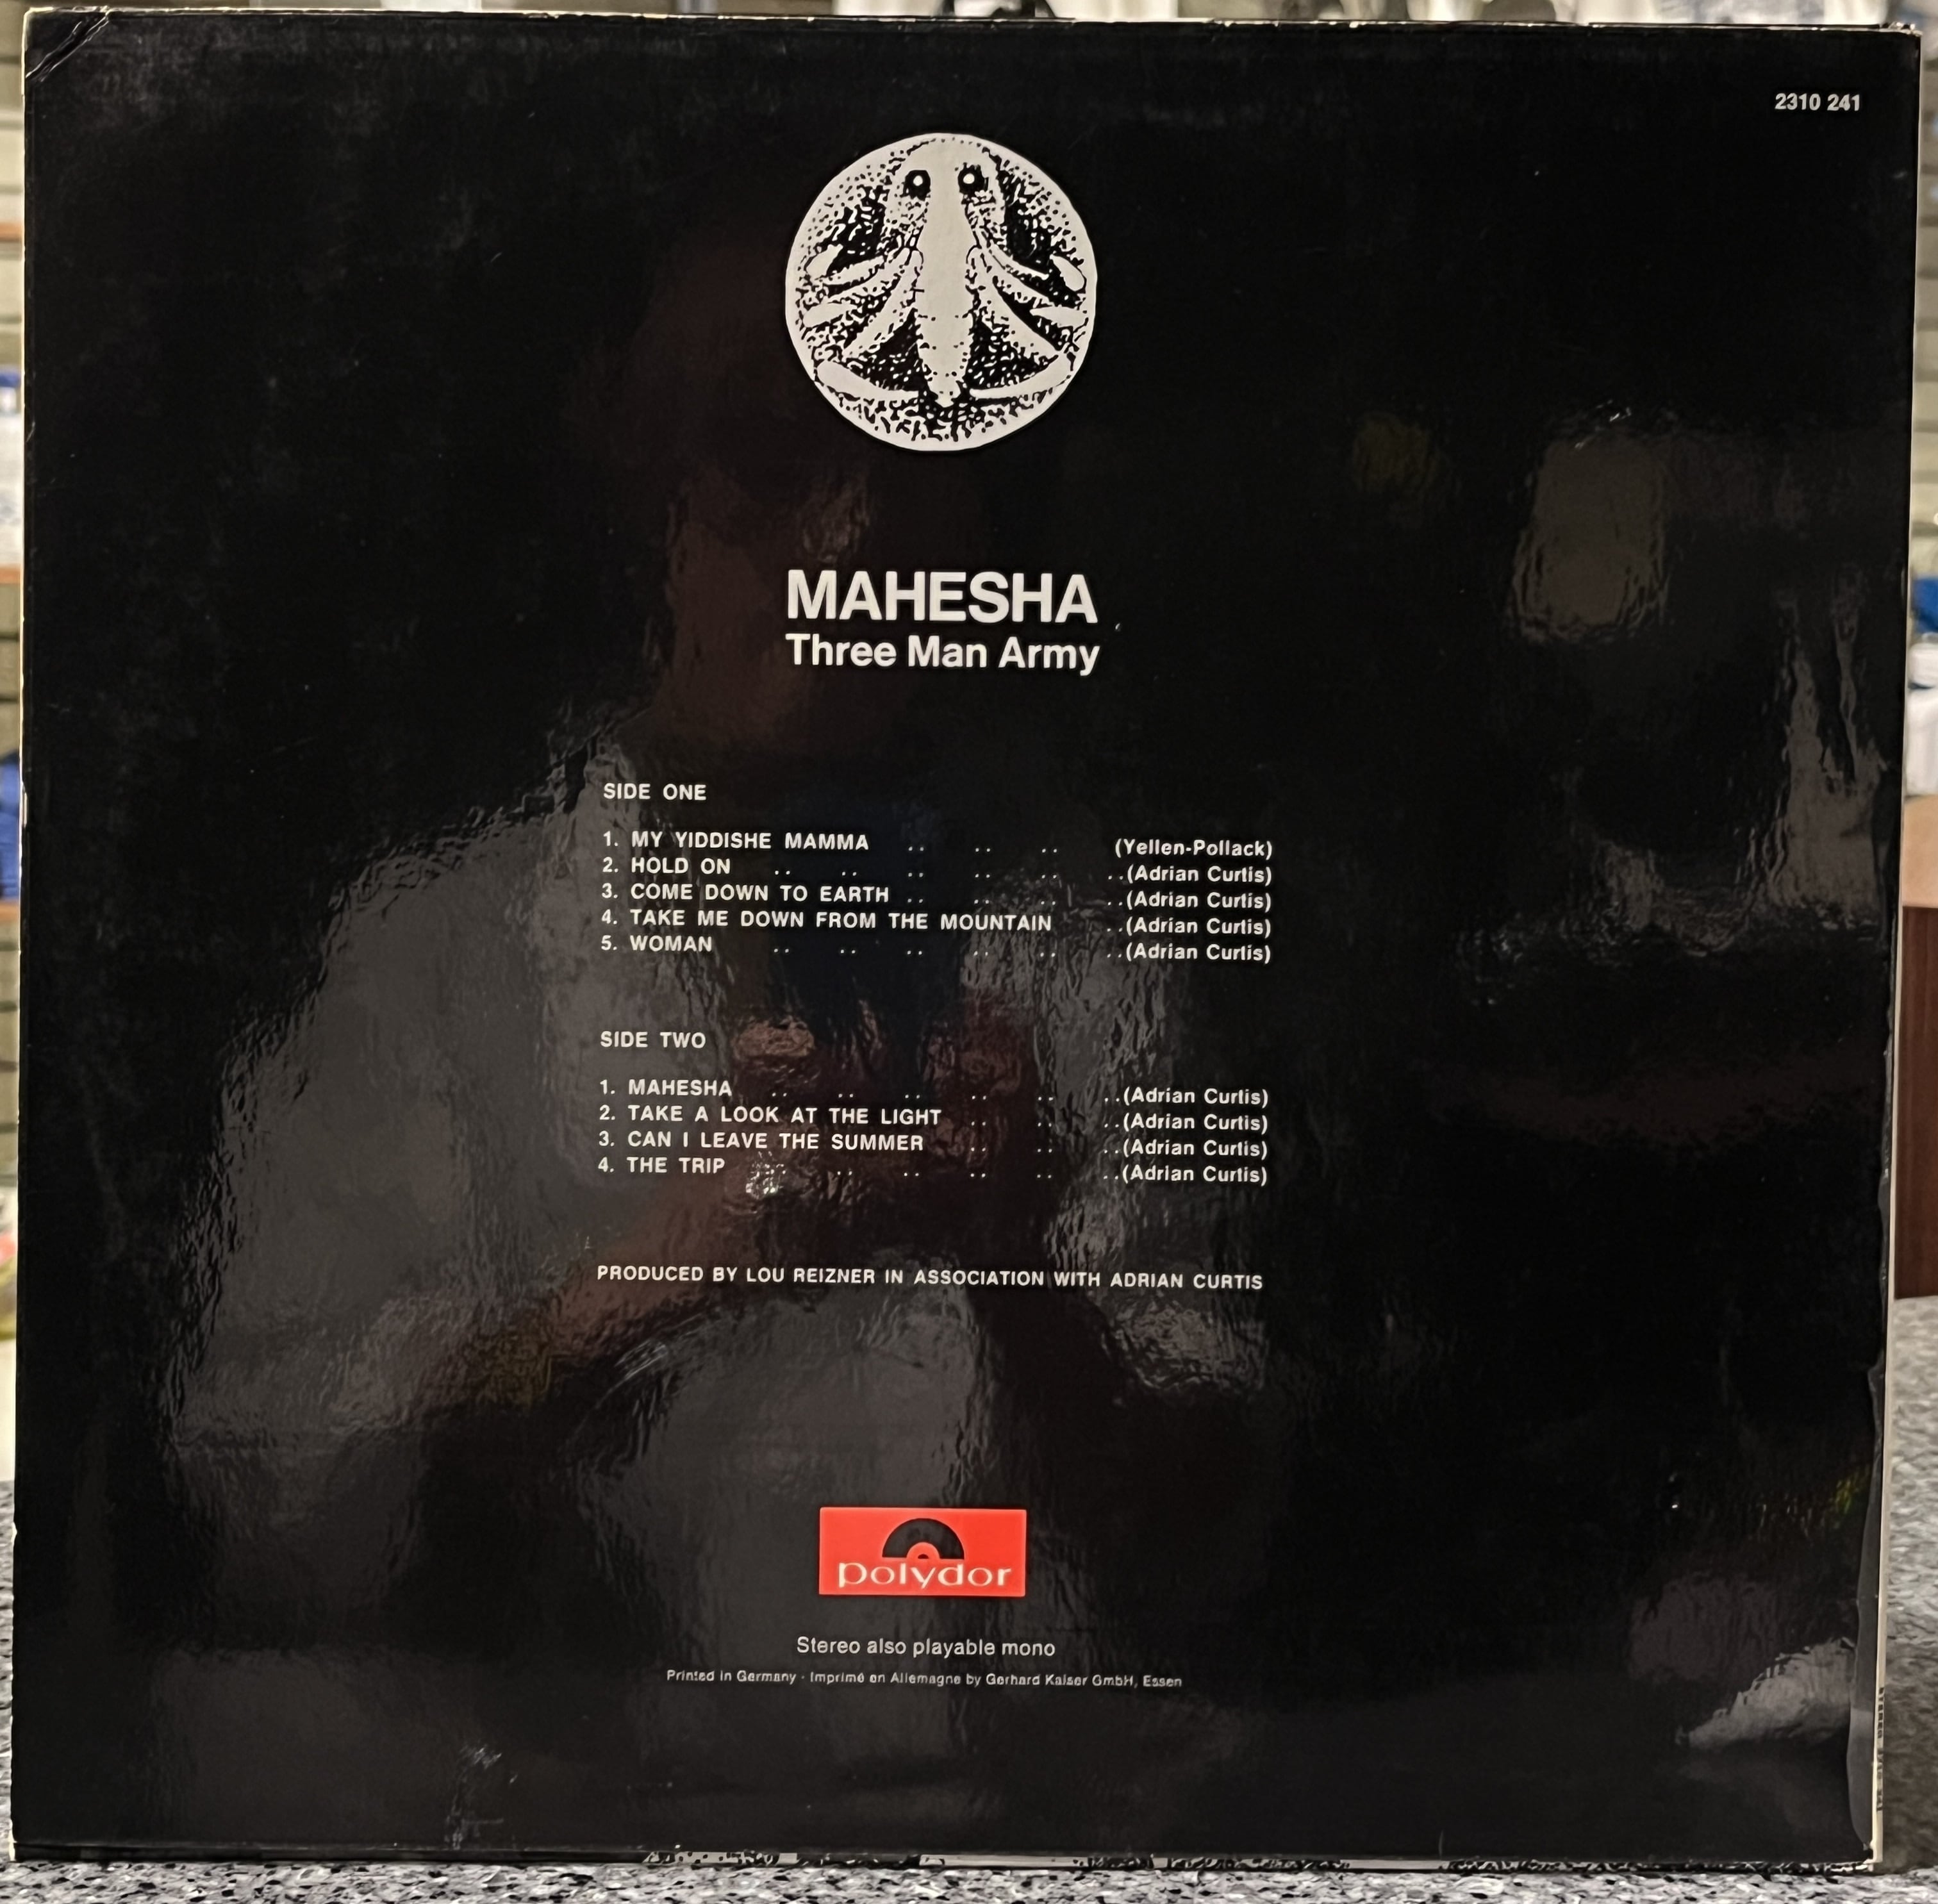 2310 241
MAHESHA
Three Man Army
SIDE ONE
1. MY YIDDISHE MAMMA .. .. .. (Yellen-Pollack)
2. HOLD ON .. .. .. .. .. ..(Adrian Curtis)
3. COME DOWN TO EARTH .. .. .. ..(Adrian Curtis)
4. TAKE ME DOWN FROM THE MOUNTAIN ..(Adrian Curtis)
5. WOMAN .. .. .. .. .. ..(Adrian Curtis)
SIDE TWO
1. MAHESHA .. .. .. .. .. ..(Adrian Curtis)
2. TAKE A LOOK AT THE LIGHT .. .. ..(Adrian Curtis)
3. CAN I LEAVE THE SUMMER .. .. ..(Adrian Curtis)
4. THE TRIP .. .. .. .. .. ..(Adrian Curtis)
PRODUCED BY LOU REIZNER IN ASSOCIATION WITH ADRIAN CURTIS
polydor
Stereo also playable mono
Printed in Germany · Imprimé en Allemagne by Gerhard Kaiser GmbH, Essen